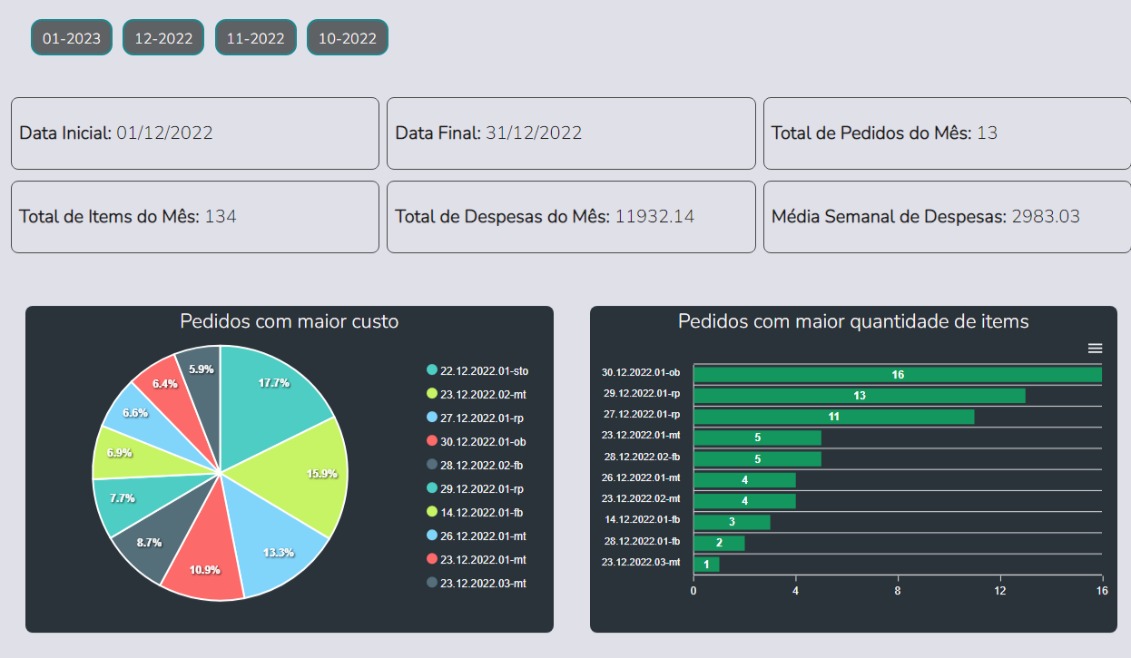 01-2023 12-2022 11-2022 10-2022
Data Inicial: 01/12/2022 Data Final: 31/12/2022 Total de Pedidos do Mês: 13
Total de Items do Mês: 134 Total de Despesas do Mês: 11932.14 Média Semanal de Despesas: 2983.03
Pedidos com maior custo
17.7%
15.9%
13.3%
10.9%
8.7%
7.7%
6.9%
6.6%
6.4%
5.9%
22.12.2022.01-sto
23.12.2022.02-mt
27.12.2022.01-rp
30.12.2022.01-ob
28.12.2022.02-fb
29.12.2022.01-rp
14.12.2022.01-fb
26.12.2022.01-mt
23.12.2022.01-mt
23.12.2022.03-mt
Pedidos com maior quantidade de items
30.12.2022.01-ob 16
29.12.2022.01-rp 13
27.12.2022.01-rp 11
23.12.2022.01-mt 5
28.12.2022.02-fb 5
26.12.2022.01-mt 4
23.12.2022.02-mt 4
14.12.2022.01-fb 3
28.12.2022.01-fb 2
23.12.2022.03-mt 1
0 4 8 12 16